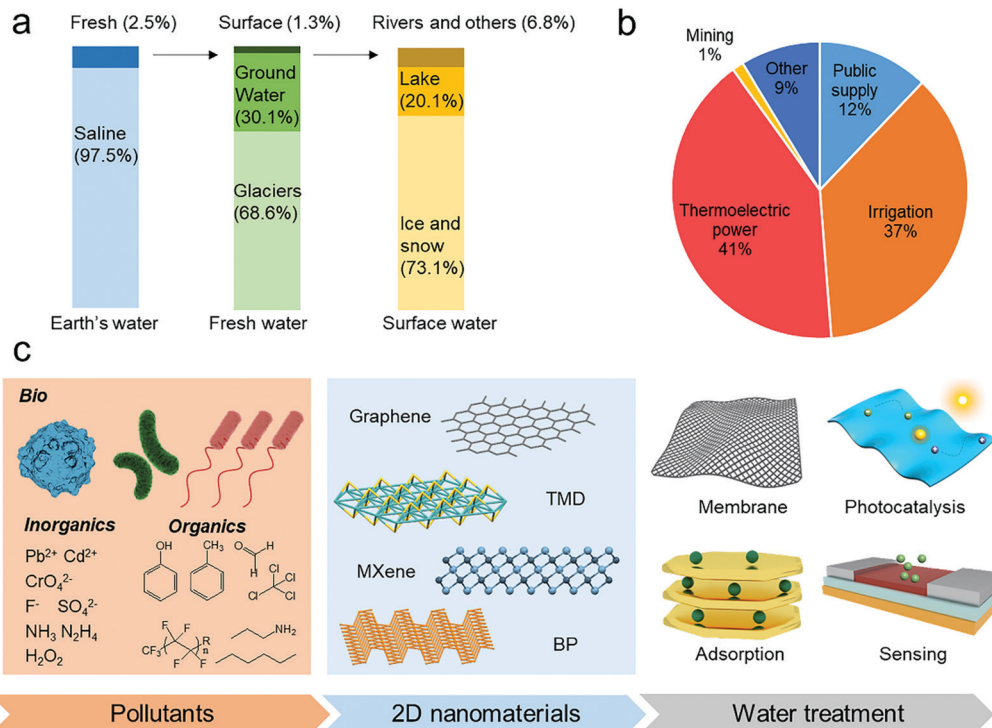 a
Fresh (2.5%)
Surface (1.3%)
Rivers and others (6.8%)
Saline
(97.5%)
Ground
Water
(30.1%)
Glaciers
(68.6%)
Lake
(20.1%)
Ice and
snow
(73.1%)
Earth's water
Fresh water
Surface water
b
Mining
1%
Other
9%
Public
supply
12%
Thermoelectric
power
41%
Irrigation
37%
c
Bio
Inorganics
Pb²⁺ Cd²⁺
CrO₄²⁻
F⁻ SO₄²⁻
NH₃ N₂H₄
H₂O₂
Organics
OH
CH₃
O
H
H
Cl
Cl
Cl
Cl
F
F
R
n
CF₃
F
F
NH₂
Graphene
TMD
MXene
BP
Membrane
Photocatalysis
Adsorption
Sensing
Pollutants
2D nanomaterials
Water treatment